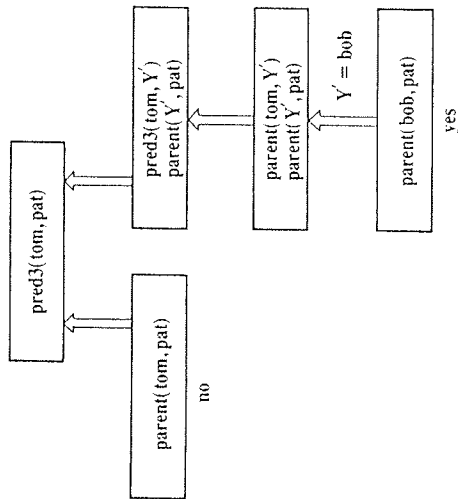 pred3(tom,pat)
parent(tom,pat)
no
pred3(tom,Y′)
parent(Y′,pat)
parent(tom,Y′)
parent(Y′,pat)
Y′ = bob
parent(bob,pat)
yes